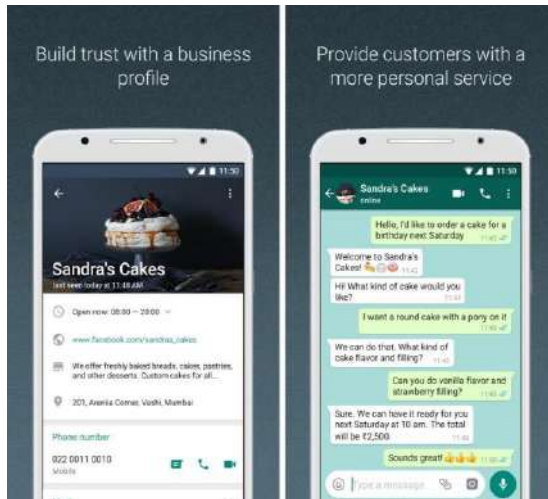 Build trust with a business
profile
11:50
Sandra's Cakes
last seen today at 11:48 AM
Open now: 08:00 – 20:00
www.facebook.com/sandras_cakes
We offer freshly baked breads, cakes, pastries,
and other desserts. Custom cakes for all...
201, Arenja Corner, Vashi, Mumbai
Phone number
022 0011 0010
Mobile
Provide customers with a
more personal service
11:50
Sandra's Cakes
online
Hello, I'd like to order a cake for a
birthday next Saturday
Welcome to Sandra's
Cakes!
Hi! What kind of cake would you
like?
I want a round cake with a pony on it
We can do that. What kind of
cake flavor and filling?
Can you do vanilla flavor and
strawberry filling?
Sure. We can have it ready for you
next Saturday at 10 am. The total
will be ₹2,500
Sounds great!
Type a message